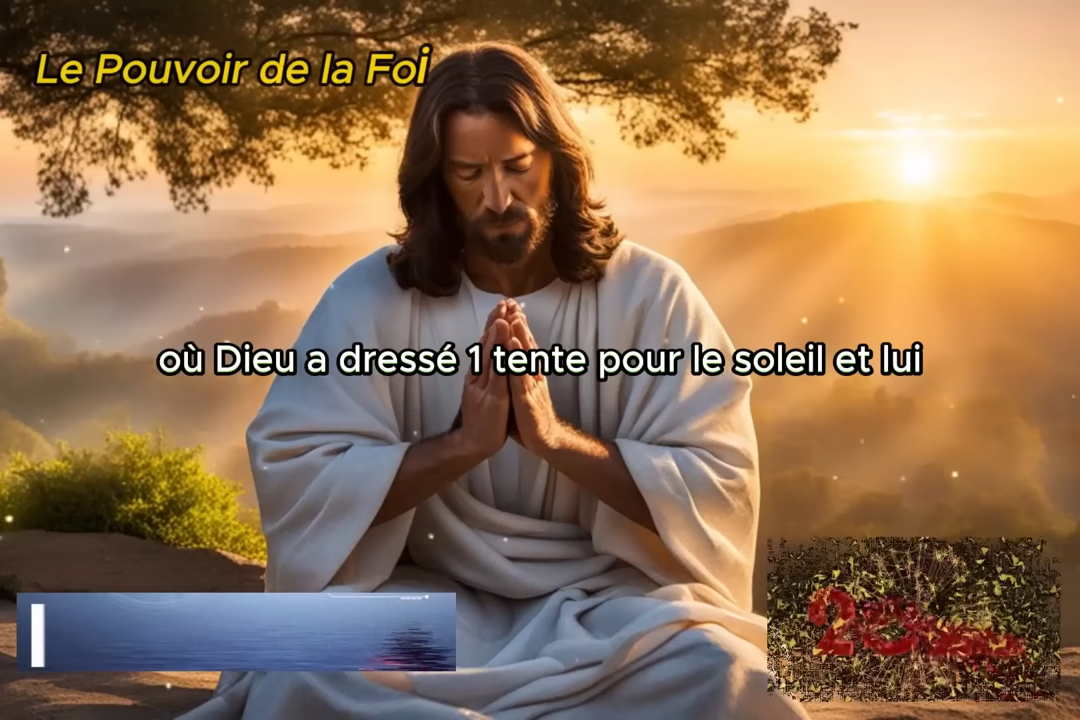 Le Pouvoir de la Foi
où Dieu a dressé 1 tente pour le soleil et lui